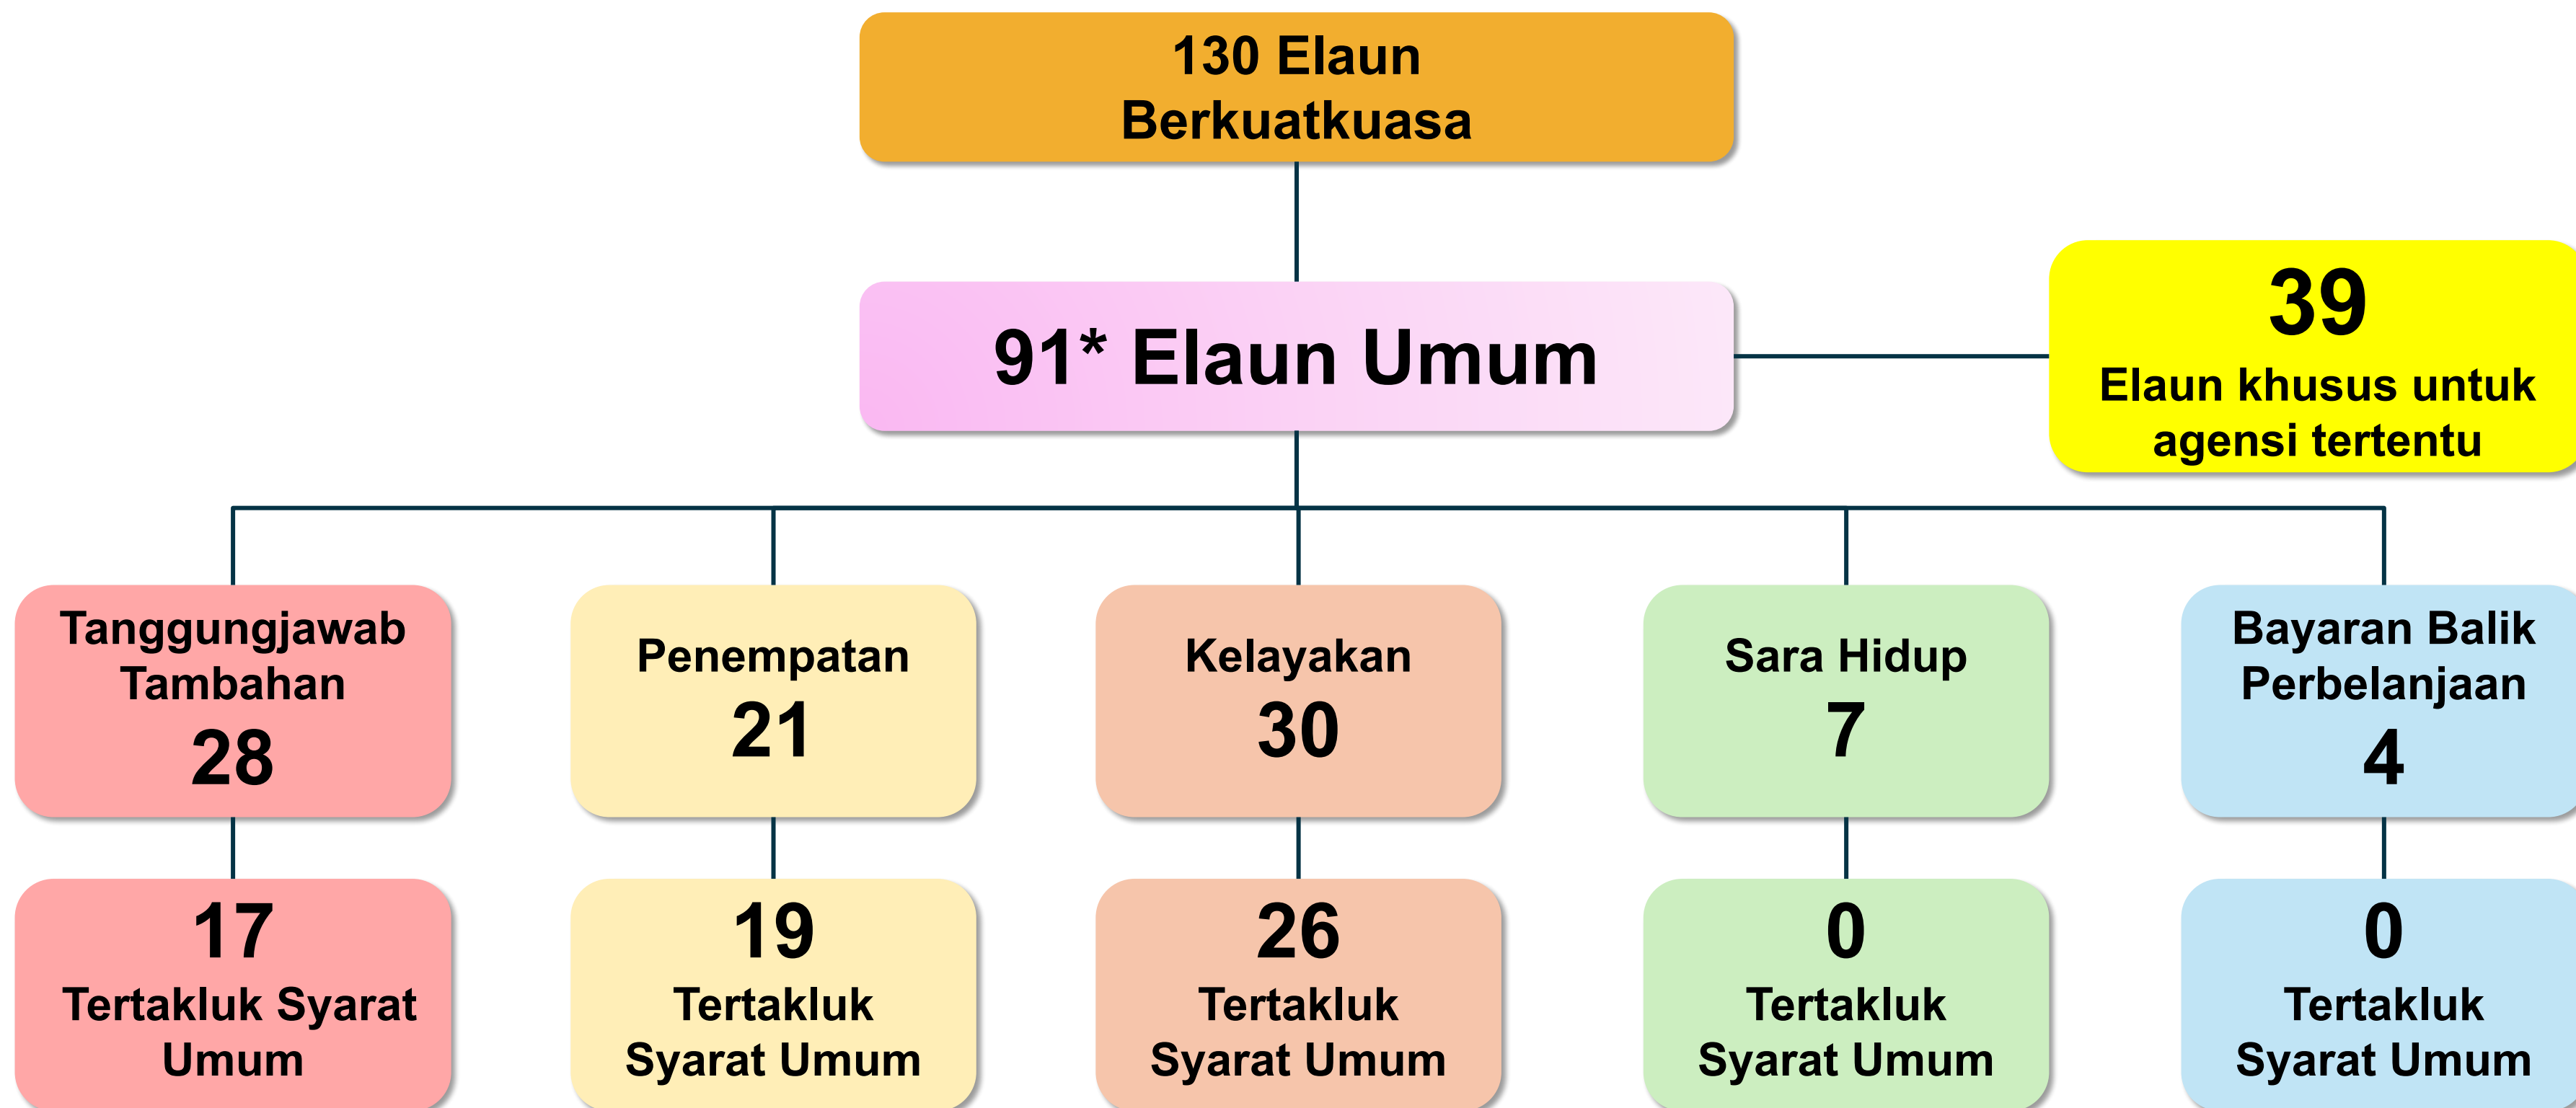 130 Elaun
Berkuatkuasa
91* Elaun Umum
39
Elaun khusus untuk
agensi tertentu
Tanggungjawab
Tambahan
28
Penempatan
21
Kelayakan
30
Sara Hidup
7
Bayaran Balik
Perbelanjaan
4
17
Tertakluk Syarat
Umum
19
Tertakluk
Syarat Umum
26
Tertakluk
Syarat Umum
0
Tertakluk
Syarat Umum
0
Tertakluk
Syarat Umum